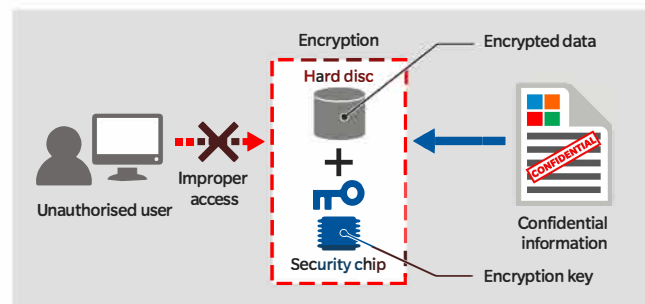 Encryption
Encrypted data
Hard disc
CONFIDENTIAL
Improper
access
Unauthorised user
Confidential
information
Security chip
Encryption key